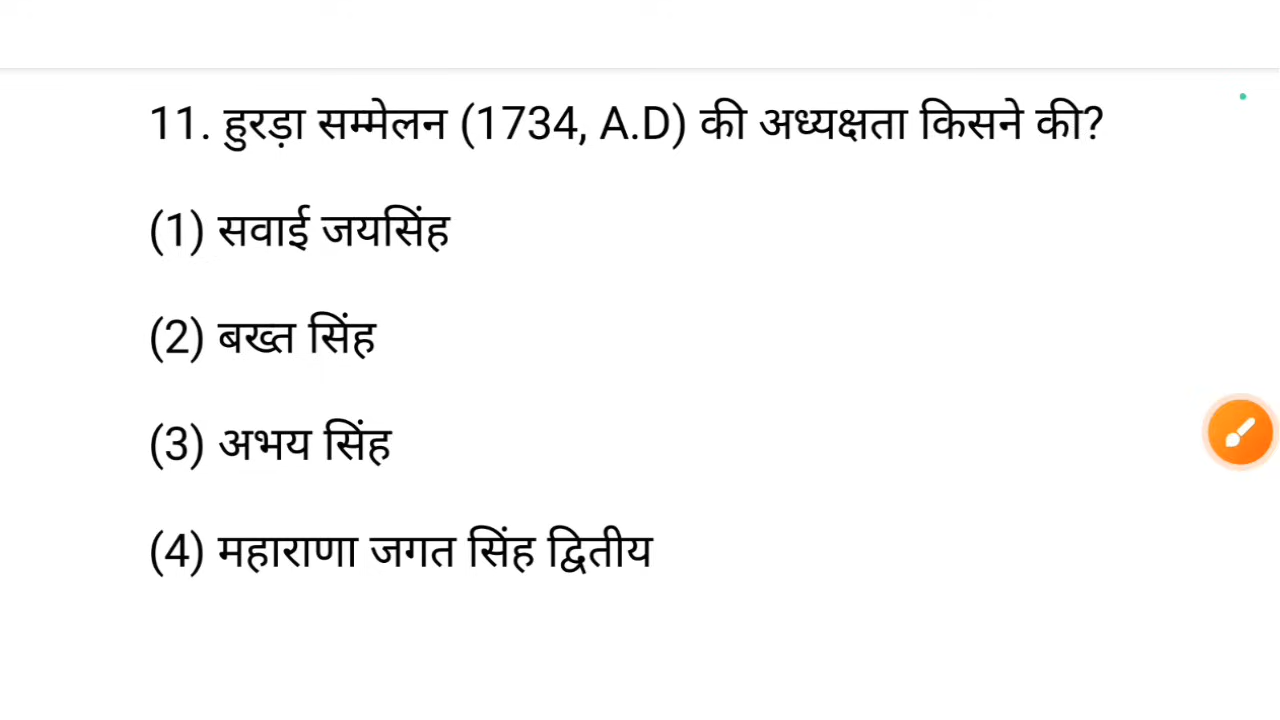 11. हुरड़ा सम्मेलन (1734, A.D) की अध्यक्षता किसने की?
(1) सवाई जयसिंह
(2) बख्त सिंह
(3) अभय सिंह
(4) महाराणा जगत सिंह द्वितीय